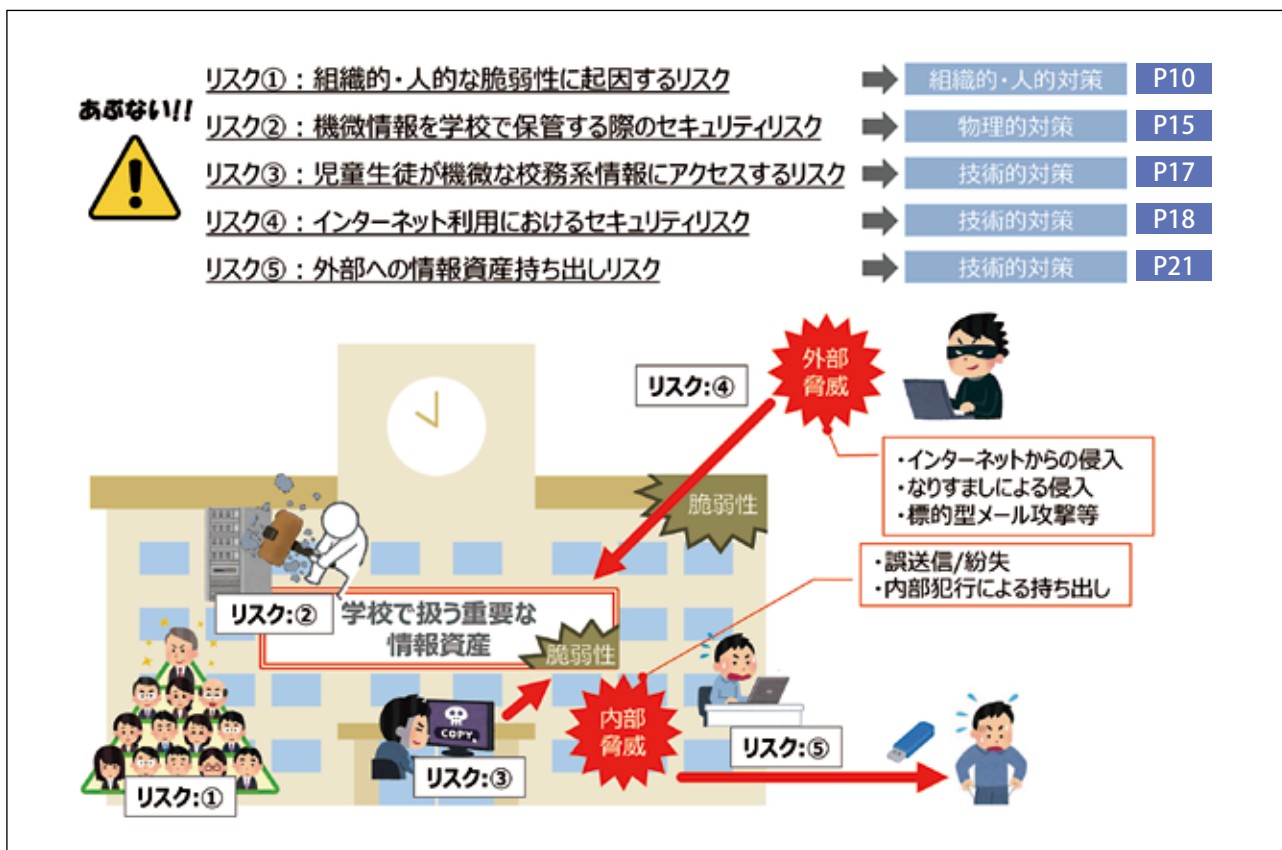 あぶない!!
リスク①：組織的・人的な脆弱性に起因するリスク 組織的・人的対策 P10
リスク②：機微情報を学校で保管する際のセキュリティリスク 物理的対策 P15
リスク③：児童生徒が機微な校務系情報にアクセスするリスク 技術的対策 P17
リスク④：インターネット利用におけるセキュリティリスク 技術的対策 P18
リスク⑤：外部への情報資産持ち出しリスク 技術的対策 P21
外部
脅威
リスク:④
・インターネットからの侵入
・なりすましによる侵入
・標的型メール攻撃等
脆弱性
・誤送信/紛失
・内部犯行による持ち出し
リスク:②
学校で扱う重要な
情報資産
脆弱性
COPY
内部
脅威
リスク:⑤
リスク:③
リスク:①